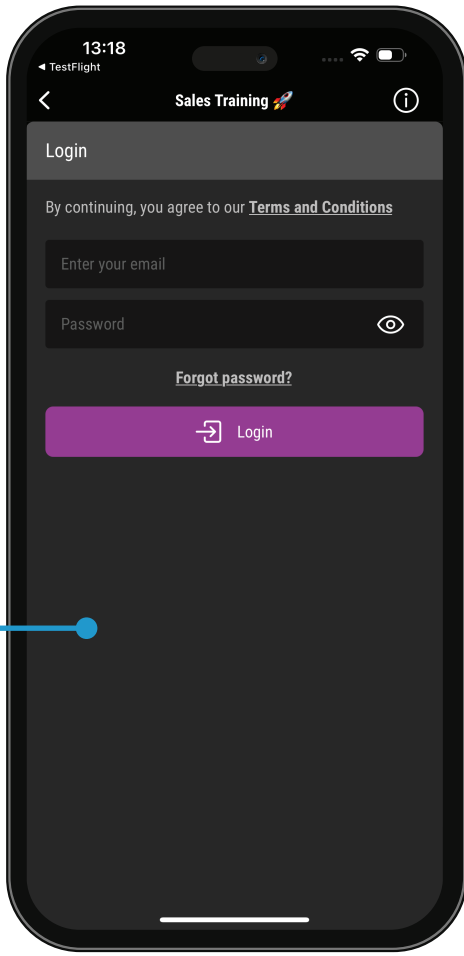 13:18
◀ TestFlight
Sales Training 🚀
Login
By continuing, you agree to our Terms and Conditions
Enter your email
Password
Forgot password?
Login